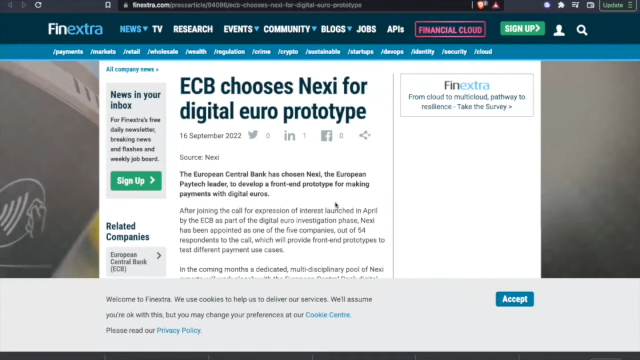 finextra.com/pressarticle/94086/ecb-chooses-nexi-for-digital-euro-prototype
Update
Finextra
NEWS TV RESEARCH EVENTS COMMUNITY BLOGS JOBS APIs FINANCIAL CLOUD SIGN UP
/payments /markets /retail /wholesale /wealth /regulation /crime /crypto /sustainable /startups /devops /identity /security /cloud
All company news
News in your
inbox
For Finextra's free
daily newsletter,
breaking news
and flashes and
weekly job board.
Sign Up
Related
Companies
European
Central Bank
(ECB)
ECB chooses Nexi for
digital euro prototype
16 September 2022 0 1 0
Source: Nexi
The European Central Bank has chosen Nexi, the European
Paytech leader, to develop a front-end prototype for making
payments with digital euros.
After joining the call for expression of interest launched in April
by the ECB as part of the digital euro investigation phase, Nexi
has been appointed as one of the five companies, out of 54
respondents to the call, which will provide front-end prototypes to
test different payment use cases.
In the coming months a dedicated, multi-disciplinary pool of Nexi
Finextra
From cloud to multicloud, pathway to
resilience - Take the Survey >
Welcome to Finextra. We use cookies to help us to deliver our services. We'll assume
you're ok with this, but you may change your preferences at our Cookie Centre.
Please read our Privacy Policy.
Accept